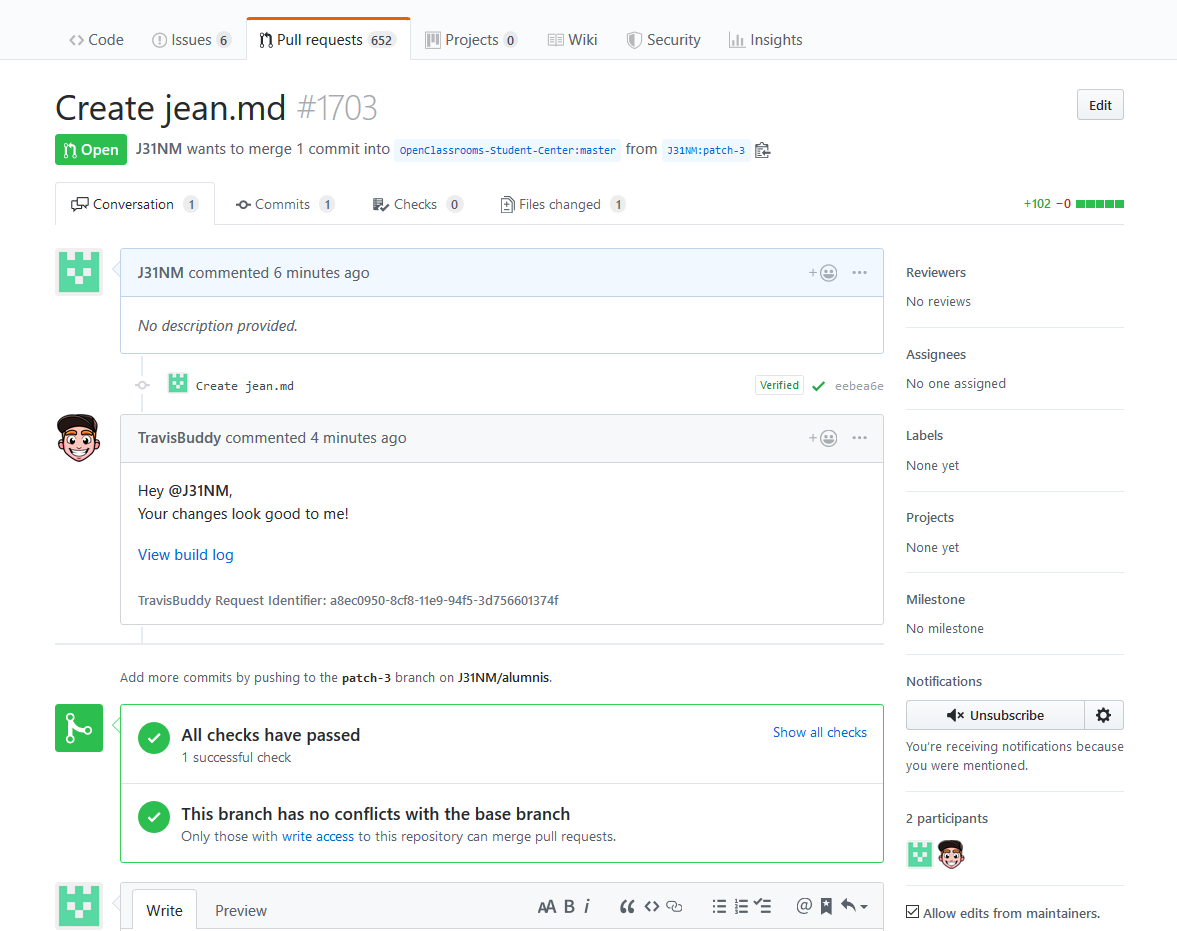 Code Issues 6 Pull requests 652 Projects 0 Wiki Security Insights
Create jean.md #1703 Edit
Open J31NM wants to merge 1 commit into OpenClassrooms-Student-Center:master from J31NM:patch-3
Conversation 1 Commits 1 Checks 0 Files changed 1 +102 −0
J31NM commented 6 minutes ago
No description provided.
Create jean.md Verified eebea6e
TravisBuddy commented 4 minutes ago
Hey @J31NM,
Your changes look good to me!
View build log
TravisBuddy Request Identifier: a8ec0950-8cf8-11e9-94f5-3d756601374f
Add more commits by pushing to the patch-3 branch on J31NM/alumnis.
All checks have passed Show all checks
1 successful check
This branch has no conflicts with the base branch
Only those with write access to this repository can merge pull requests.
Write Preview AA B i @
Reviewers
No reviews
Assignees
No one assigned
Labels
None yet
Projects
None yet
Milestone
No milestone
Notifications
Unsubscribe
You're receiving notifications because
you were mentioned.
2 participants
Allow edits from maintainers.